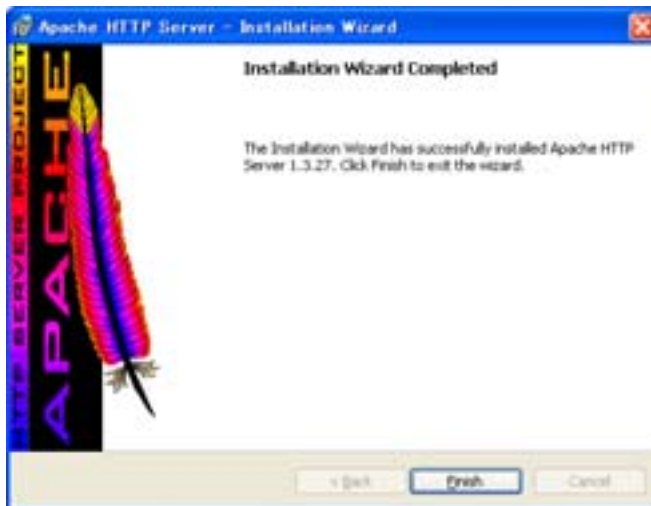 Apache HTTP Server - Installation Wizard
HTTP SERVER PROJECT
APACHE
Installation Wizard Completed
The Installation Wizard has successfully installed Apache HTTP
Server 1.3.27. Click Finish to exit the wizard.
< Back
Finish
Cancel